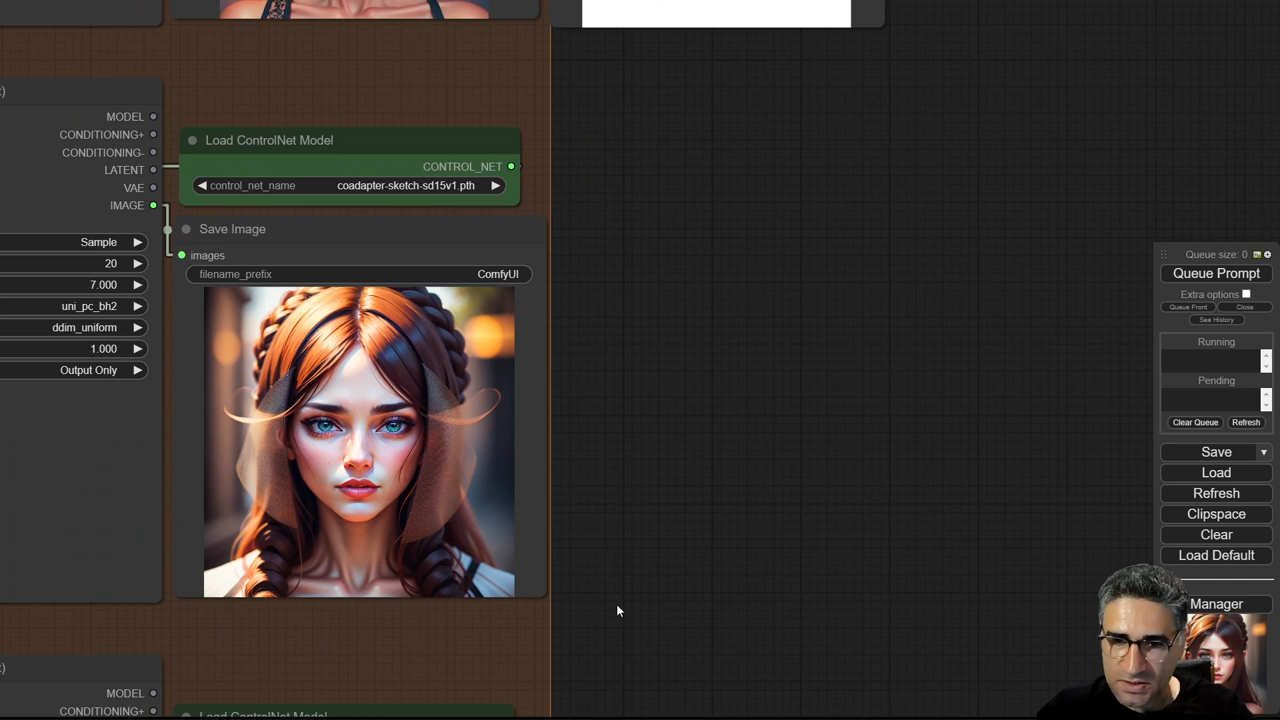 )
MODEL
CONDITIONING+
CONDITIONING-
LATENT
VAE
IMAGE
Sample
20
7.000
uni_pc_bh2
ddim_uniform
1.000
Output Only
Load ControlNet Model
CONTROL_NET
control_net_name coadapter-sketch-sd15v1.pth
Save Image
images
filename_prefix ComfyUI
Queue size: 0
Queue Prompt
Extra options
Queue Front Close
See History
Running
Pending
Clear Queue Refresh
Save
Load
Refresh
Clipspace
Clear
Load Default
Manager
t)
MODEL
CONDITIONING+
Load ControlNet Model